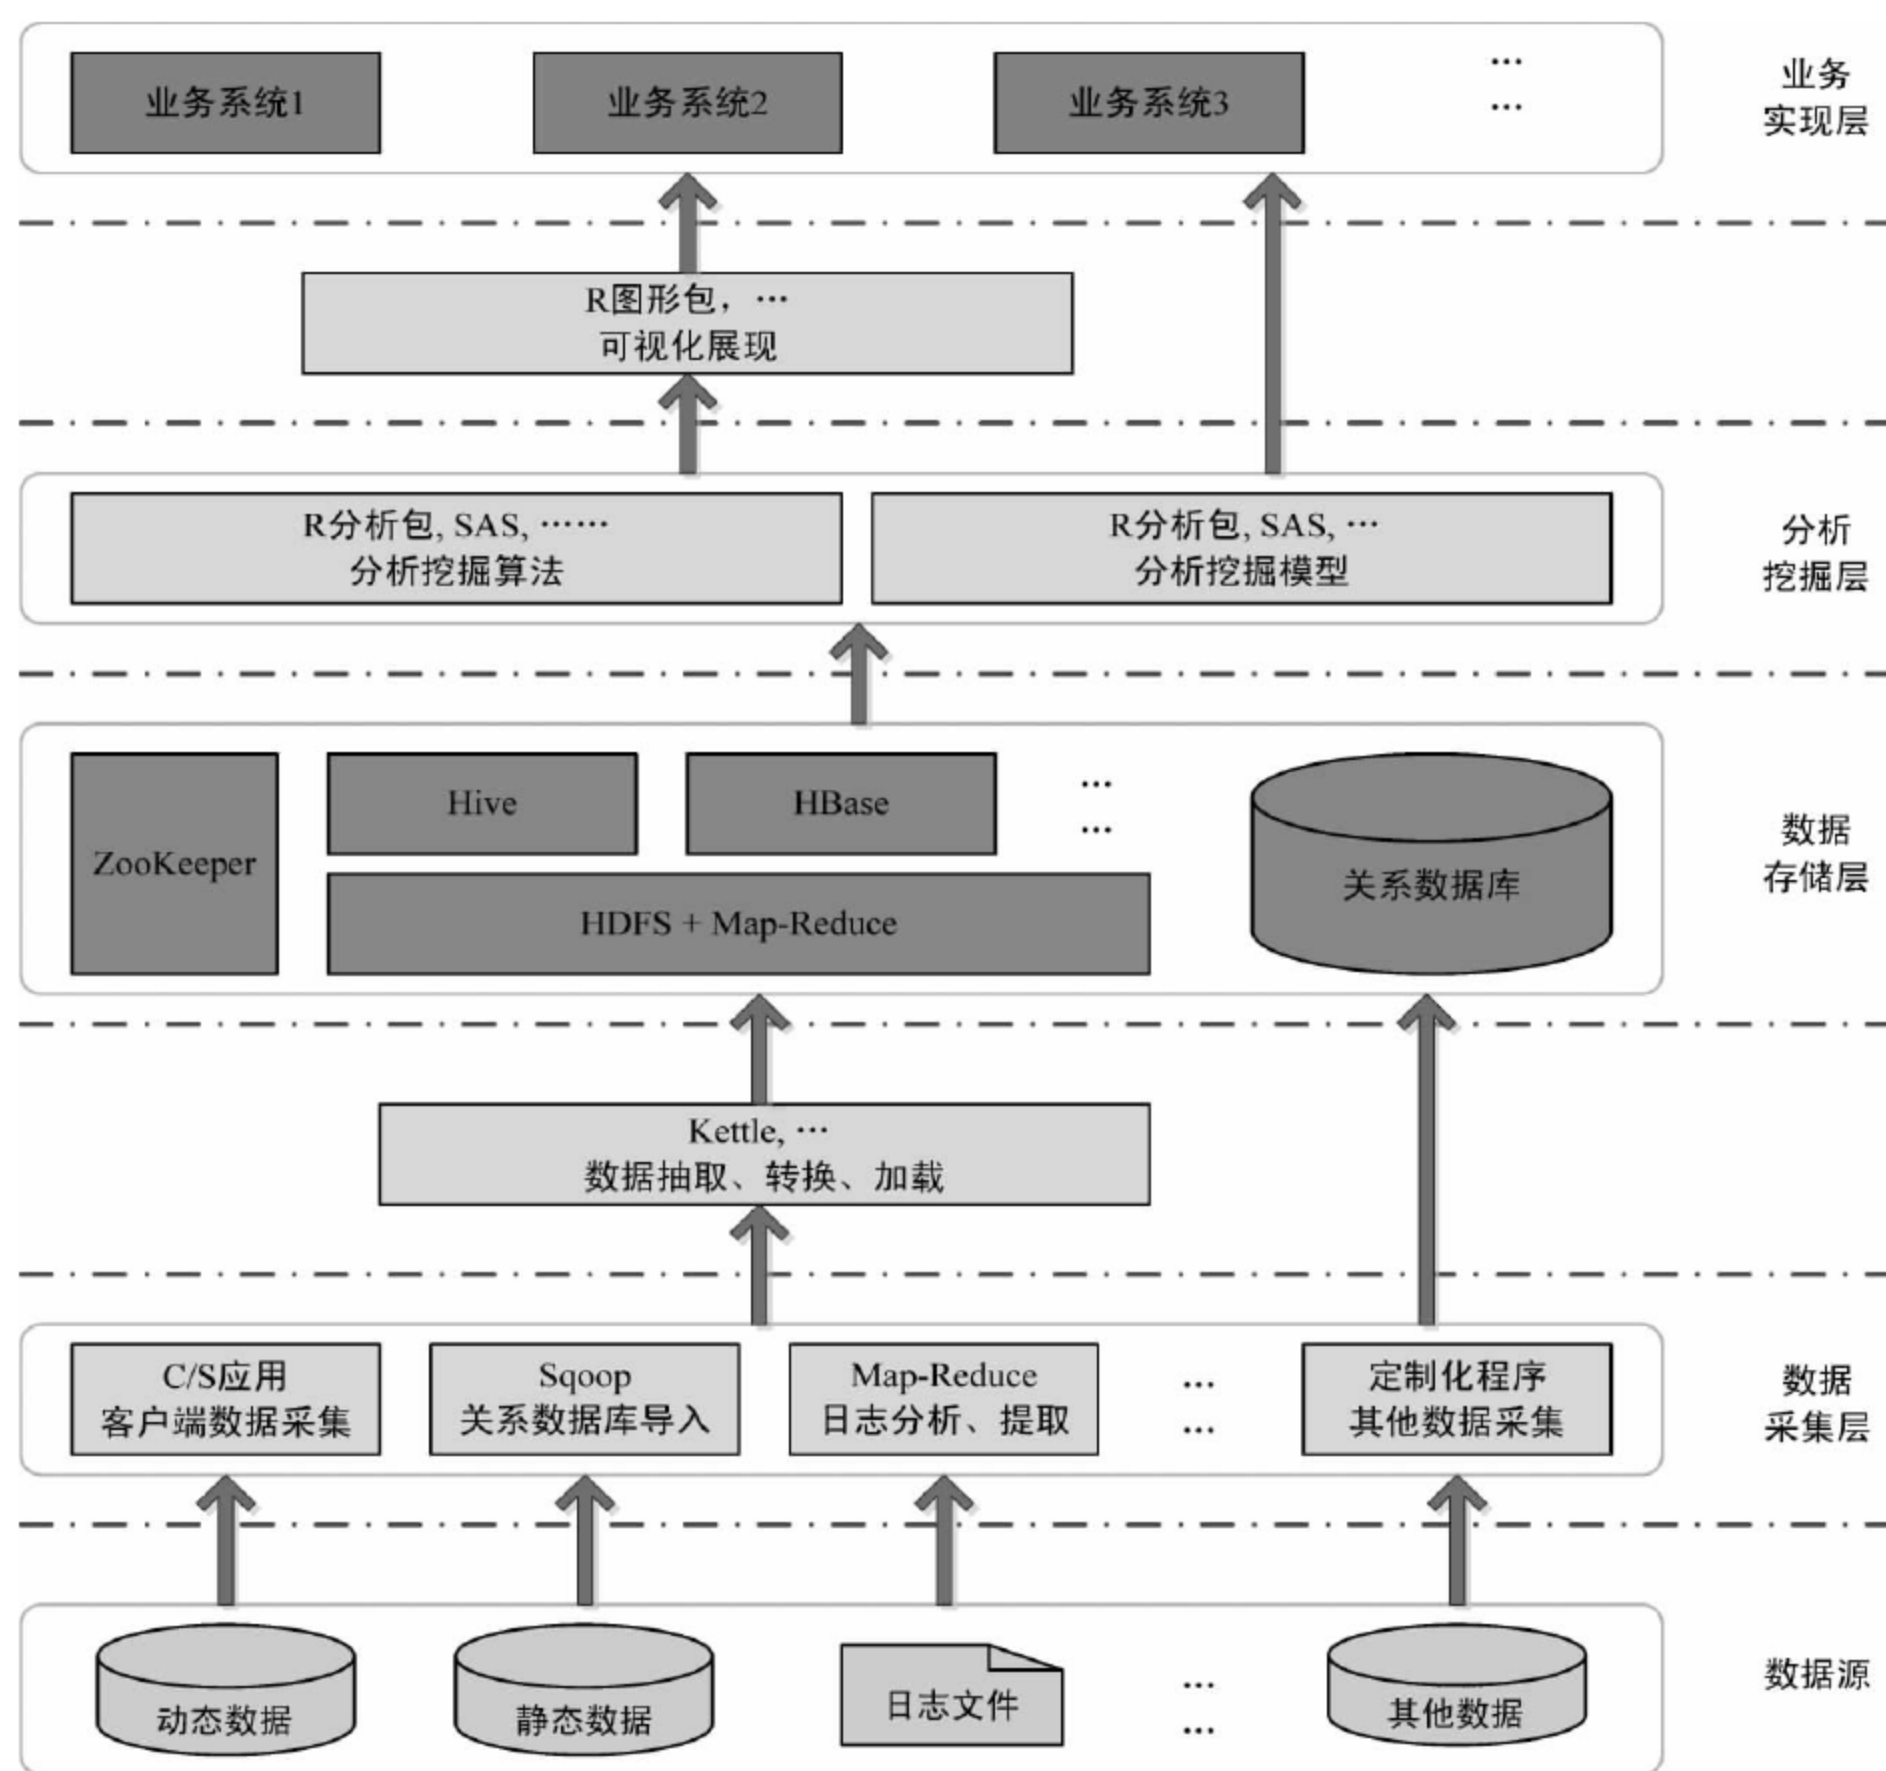 业务系统1
业务系统2
业务系统3
...
...
业务
实现层
R图形包，…
可视化展现
R分析包, SAS, ……
分析挖掘算法
R分析包, SAS, …
分析挖掘模型
分析
挖掘层
ZooKeeper
Hive
HBase
...
...
HDFS + Map-Reduce
关系数据库
数据
存储层
Kettle, …
数据抽取、转换、加载
C/S应用
客户端数据采集
Sqoop
关系数据库导入
Map-Reduce
日志分析、提取
...
...
定制化程序
其他数据采集
数据
采集层
动态数据
静态数据
日志文件
...
...
其他数据
数据源